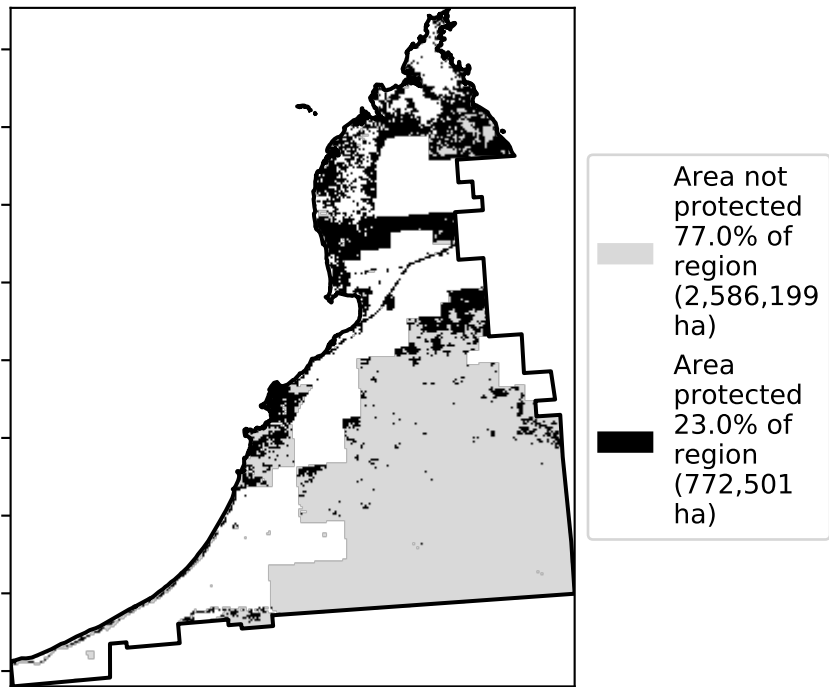 Area not
protected
77.0% of
region
(2,586,199
ha)
Area
protected
23.0% of
region
(772,501
ha)